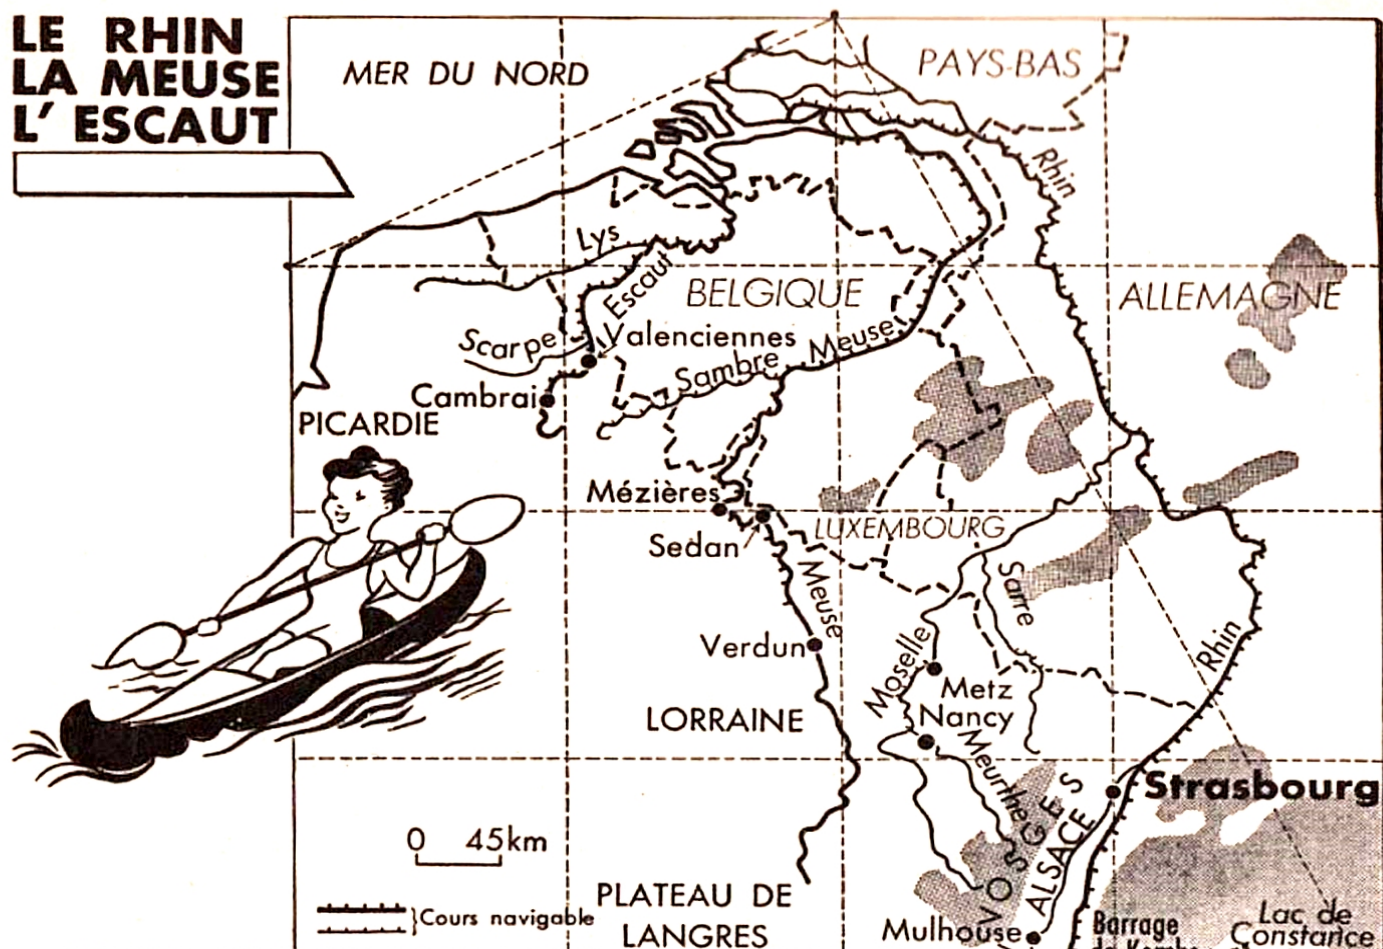 LE RHIN
LA MEUSE
L' ESCAUT
MER DU NORD
PAYS-BAS
Rhin
Lys
Escaut
BELGIQUE
ALLEMAGNE
Scarpe
Valenciennes
Sambre
Meuse
Cambrai
PICARDIE
Mézières
Sedan
LUXEMBOURG
Meuse
Sarre
Verdun
Moselle
Rhin
Metz
LORRAINE
Nancy
Meurthe
VOSGES
ALSACE
Strasbourg
0 45km
Cours navigable
PLATEAU DE
LANGRES
Mulhouse
Barrage
de Kembs
Lac de
Constance